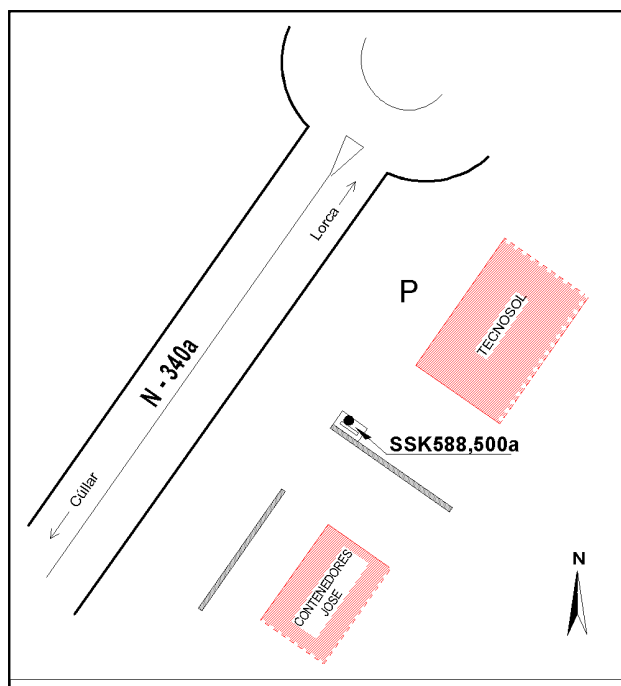 Lorca
P
TECNOSOL
N - 340a
SSK588,500a
Cúllar
CONTENEDORES
JOSE
N